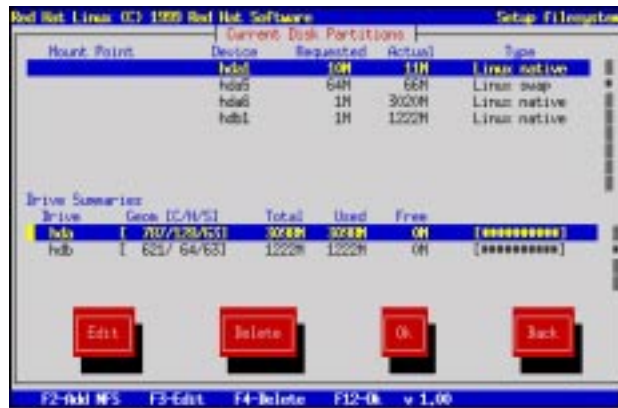 Red Hat Linux (C) 1999 Red Hat Software Setup Filesystem
Current Disk Partitions
Mount Point Device Requested Actual Type
hda1 10M 11M Linux native
hda5 64M 66M Linux swap
hda6 1M 3020M Linux native
hdb1 1M 1222M Linux native
Drive Summaries
Drive Geom [C/H/S] Total Used Free
hda [ 787/128/63] 3098M 3098M 0M [##########]
hdb [ 621/ 64/63] 1222M 1222M 0M [##########]
Edit Delete Ok Back
F2-Add NFS F3-Edit F4-Delete F12-Ok v 1.00